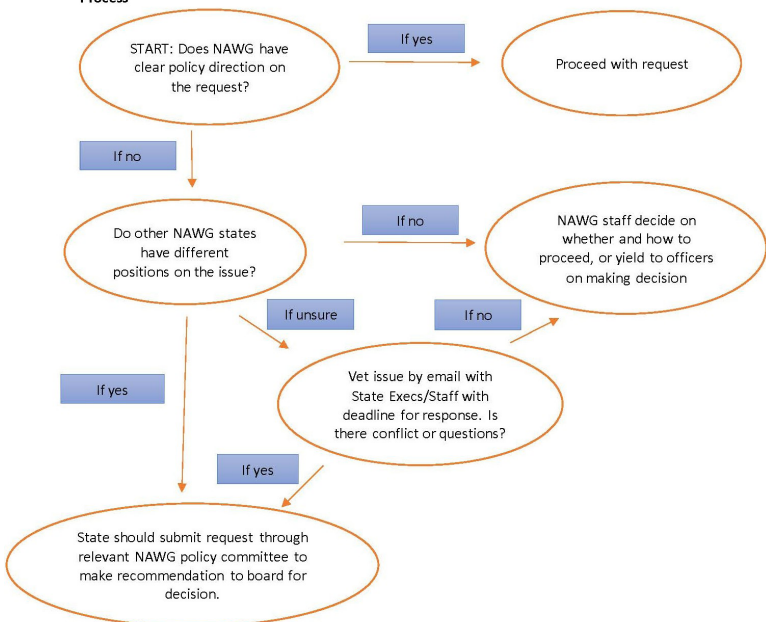 Process
START: Does NAWG have
clear policy direction on
the request?
If yes
Proceed with request
If no
Do other NAWG states
have different
positions on the issue?
If no
NAWG staff decide on
whether and how to
proceed, or yield to officers
on making decision
If unsure
If no
If yes
Vet issue by email with
State Execs/Staff with
deadline for response. Is
there conflict or questions?
If yes
State should submit request through
relevant NAWG policy committee to
make recommendation to board for
decision.